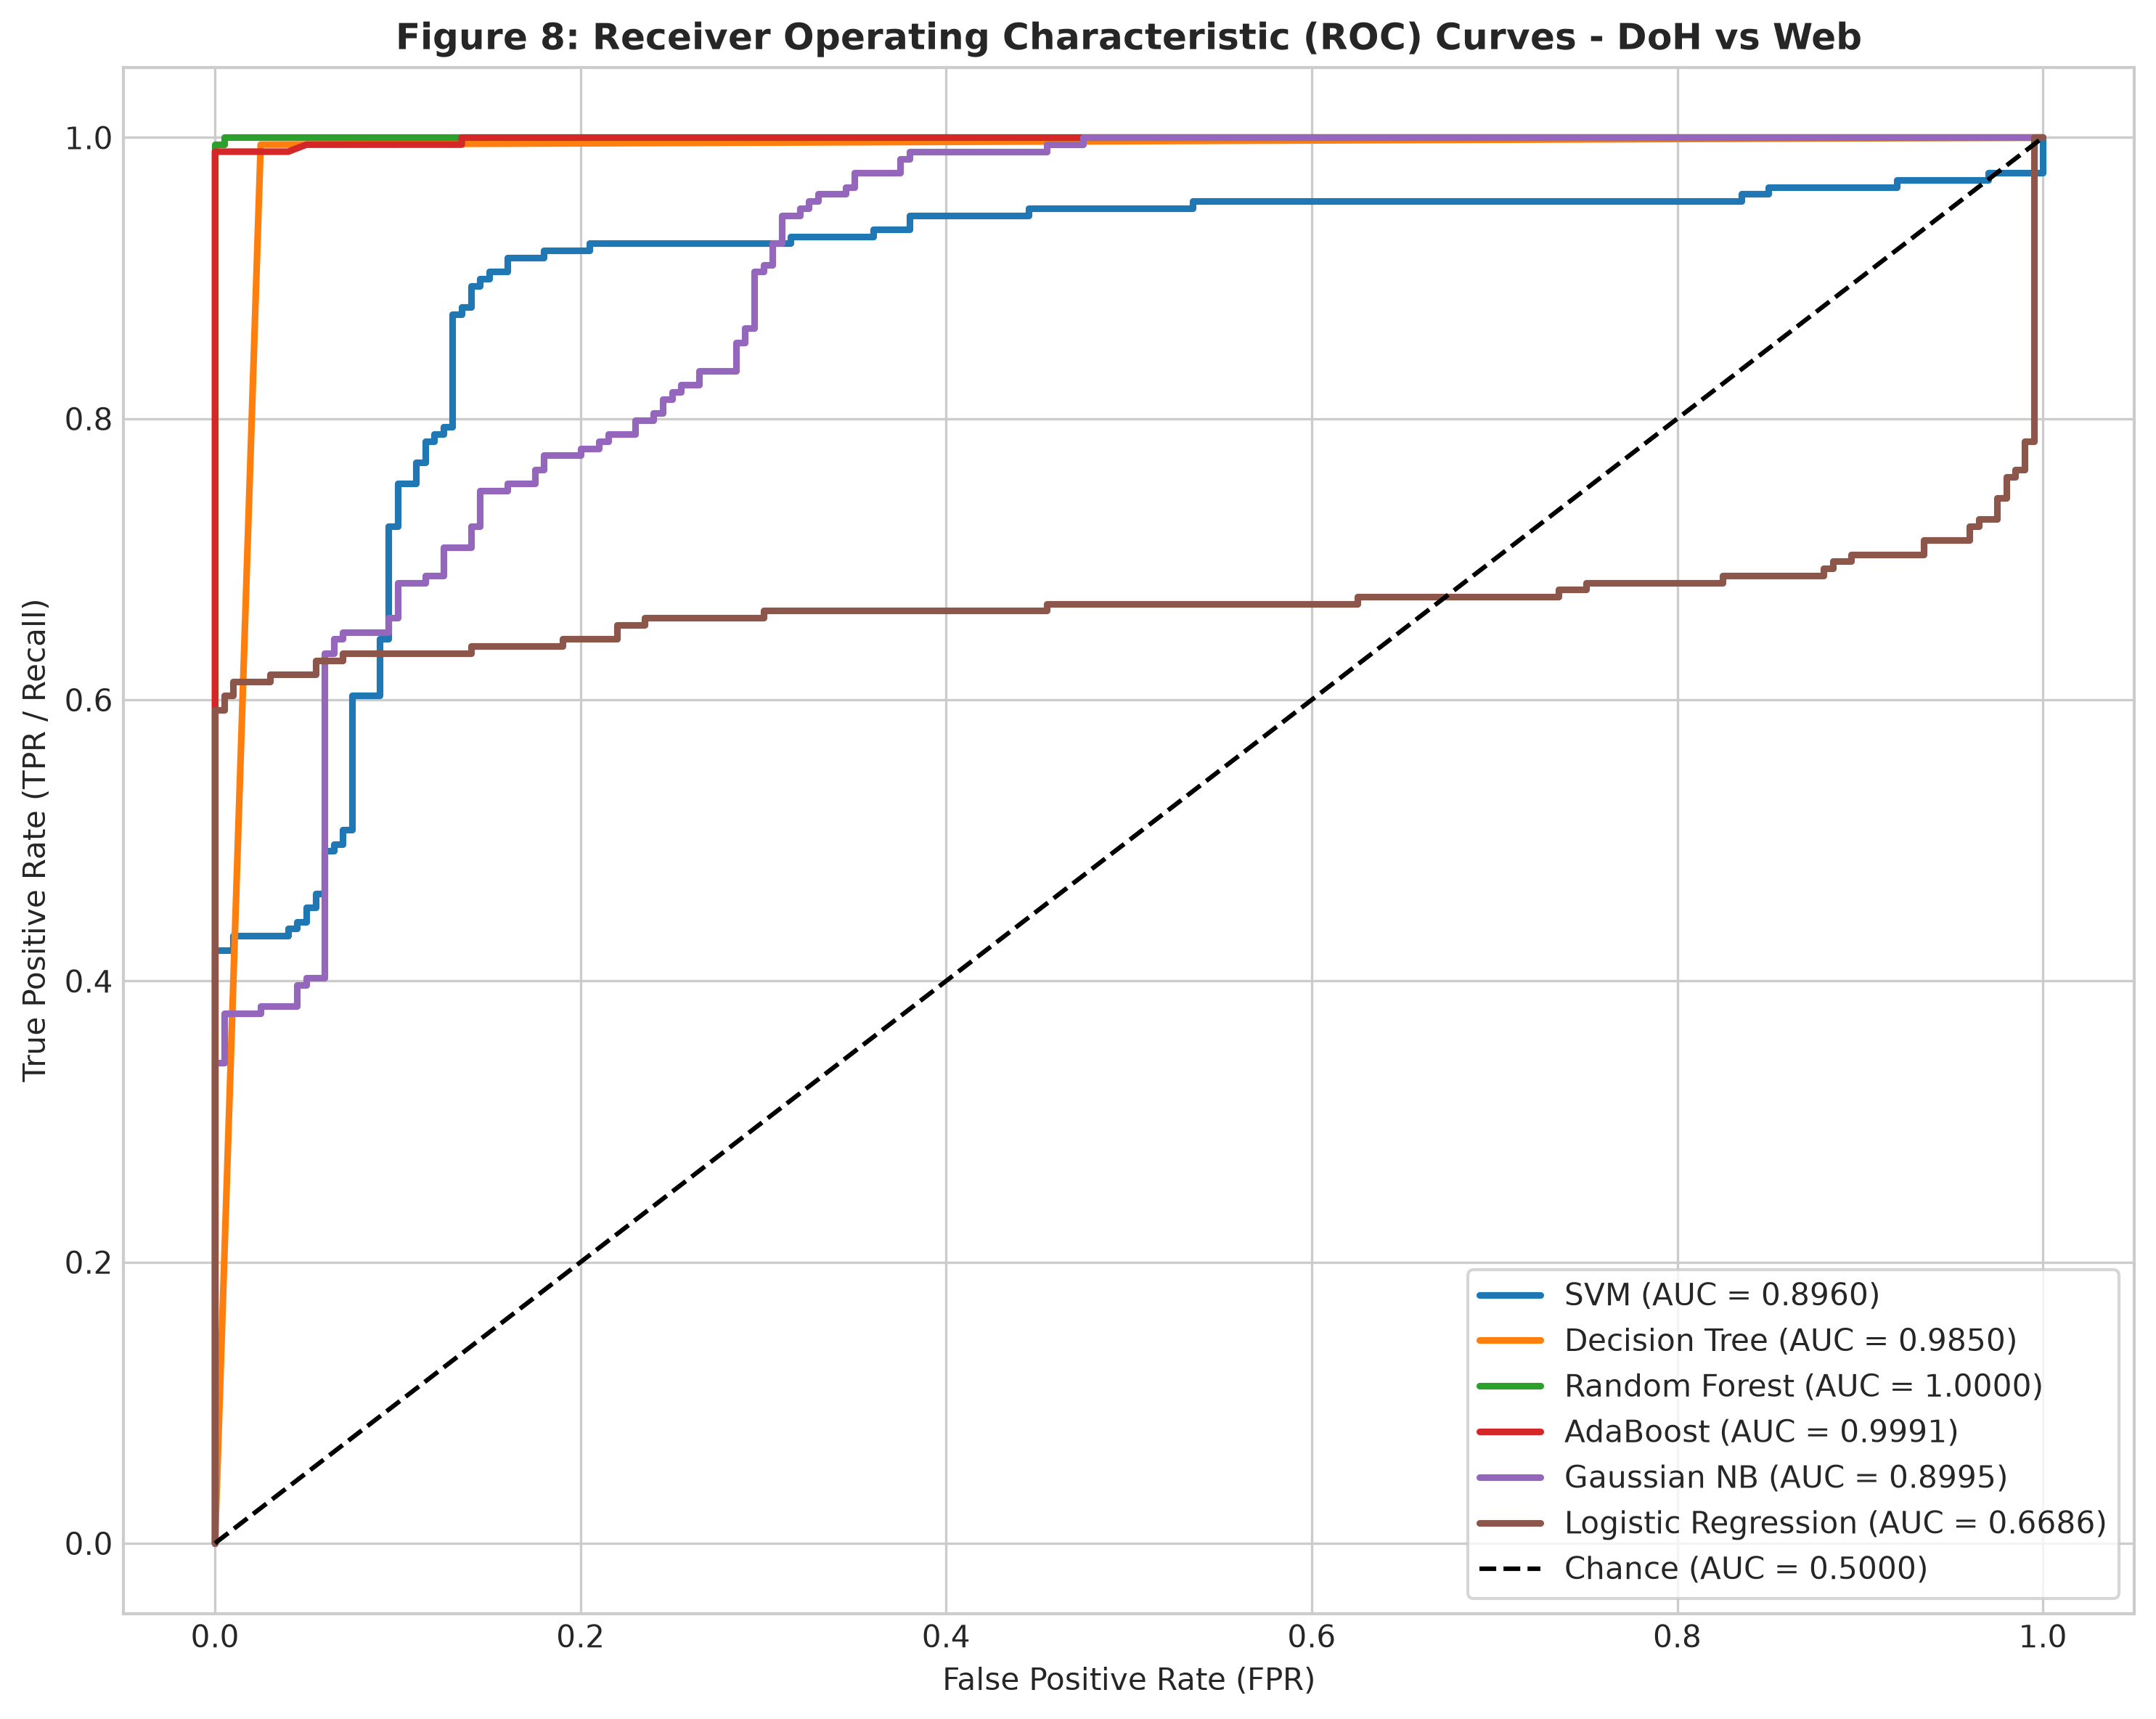 Figure 8: Receiver Operating Characteristic (ROC) Curves - DoH vs Web
True Positive Rate (TPR / Recall)
1.0
0.8
0.6
0.4
0.2
0.0
0.0 0.2 0.4 0.6 0.8 1.0
False Positive Rate (FPR)
SVM (AUC = 0.8960)
Decision Tree (AUC = 0.9850)
Random Forest (AUC = 1.0000)
AdaBoost (AUC = 0.9991)
Gaussian NB (AUC = 0.8995)
Logistic Regression (AUC = 0.6686)
Chance (AUC = 0.5000)